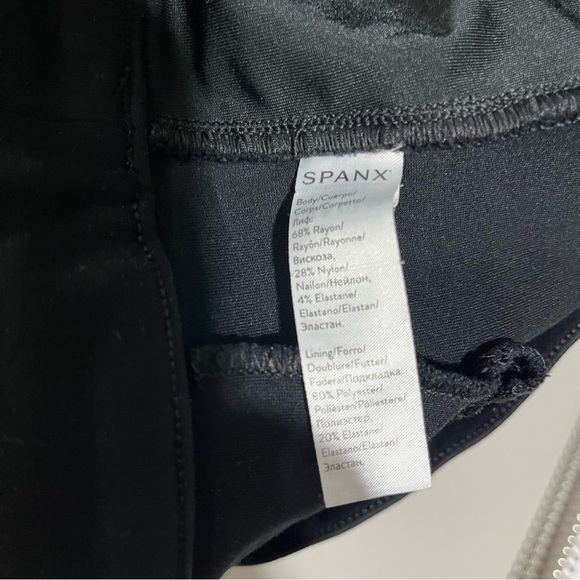 SPANX
Body/Cuerpo/
Corps/Corpetto/
Лиф:
68% Rayon/
Rayón/Rayonne/
Вискоза,
28% Nylon/
Nailon/Нейлон,
4% Elastane/
Elastano/Elastan/
Эластан.
Lining/Forro/
Doublure/Futter/
Fodera/Подкладка:
80% Polyester/
Poliéster/Poliestere/
Полиэстер,
20% Elastane/
Elastano/Elastan/
Эластан.